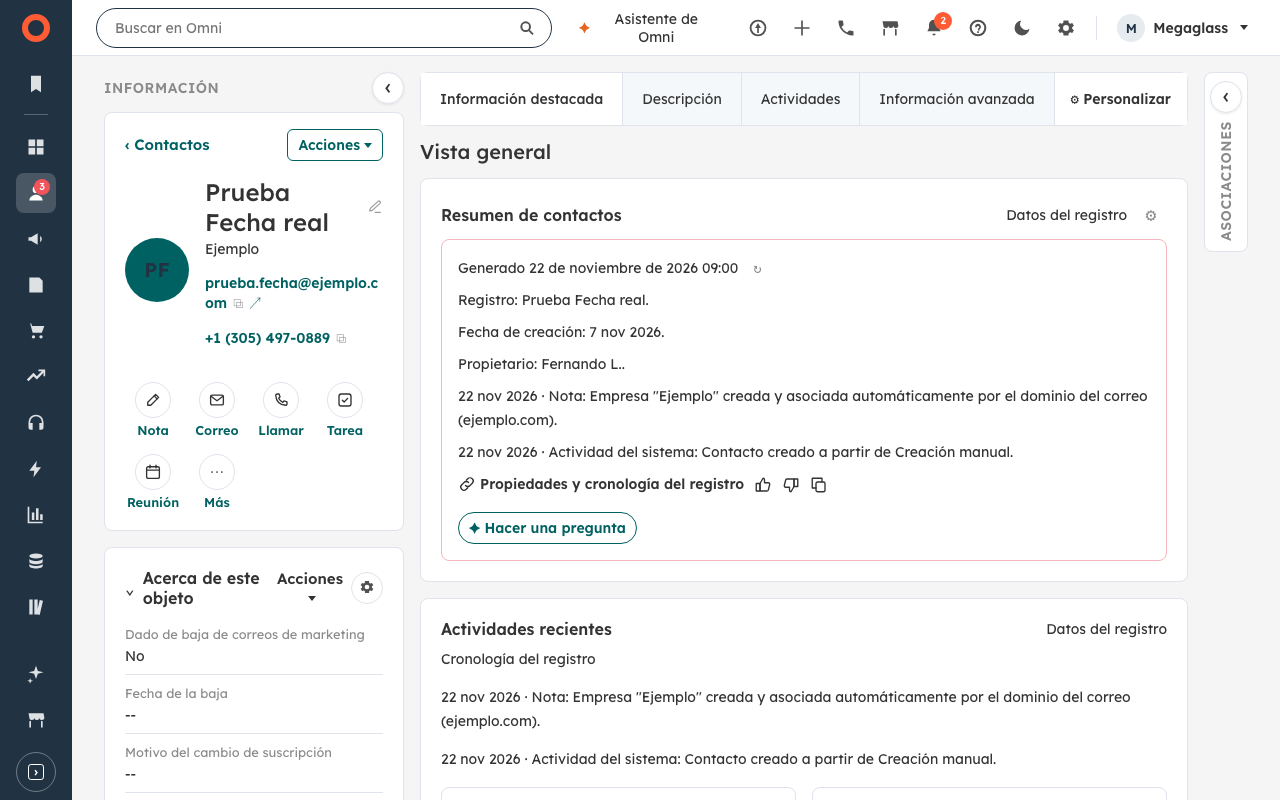 Buscar en Omni
Asistente de
Omni
2
M
Megaglass
3
INFORMACIÓN
‹ Contactos
Acciones
PF
Prueba
Fecha real
Ejemplo
prueba.fecha@ejemplo.c
om
+1 (305) 497-0889
Nota
Correo
Llamar
Tarea
Reunión
Más
Acerca de este
objeto
Acciones
Dado de baja de correos de marketing
No
Fecha de la baja
--
Motivo del cambio de suscripción
--
Información destacada
Descripción
Actividades
Información avanzada
Personalizar
Vista general
Resumen de contactos
Datos del registro
Generado 22 de noviembre de 2026 09:00
Registro: Prueba Fecha real.
Fecha de creación: 7 nov 2026.
Propietario: Fernando L..
22 nov 2026 · Nota: Empresa "Ejemplo" creada y asociada automáticamente por el dominio del correo
(ejemplo.com).
22 nov 2026 · Actividad del sistema: Contacto creado a partir de Creación manual.
Propiedades y cronología del registro
Hacer una pregunta
Actividades recientes
Datos del registro
Cronología del registro
22 nov 2026 · Nota: Empresa "Ejemplo" creada y asociada automáticamente por el dominio del correo
(ejemplo.com).
22 nov 2026 · Actividad del sistema: Contacto creado a partir de Creación manual.
ASOCIACIONES